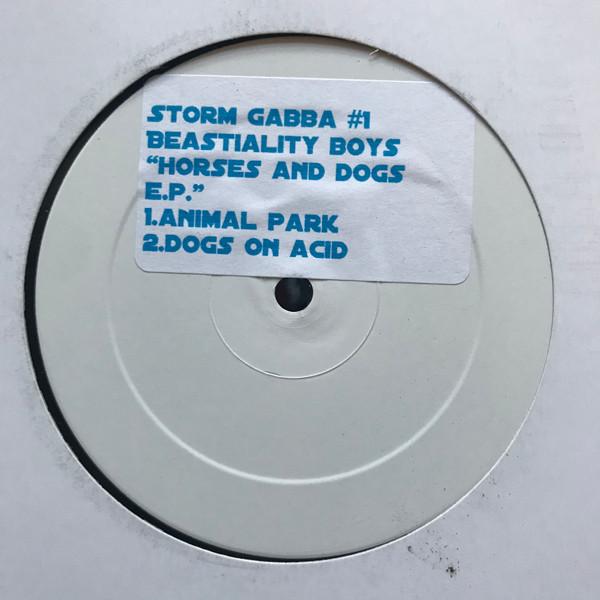 STORM GABBA #1
BEASTIALITY BOYS
“HORSES AND DOGS
E.P.”
1.ANIMAL PARK
2.DOGS ON ACID